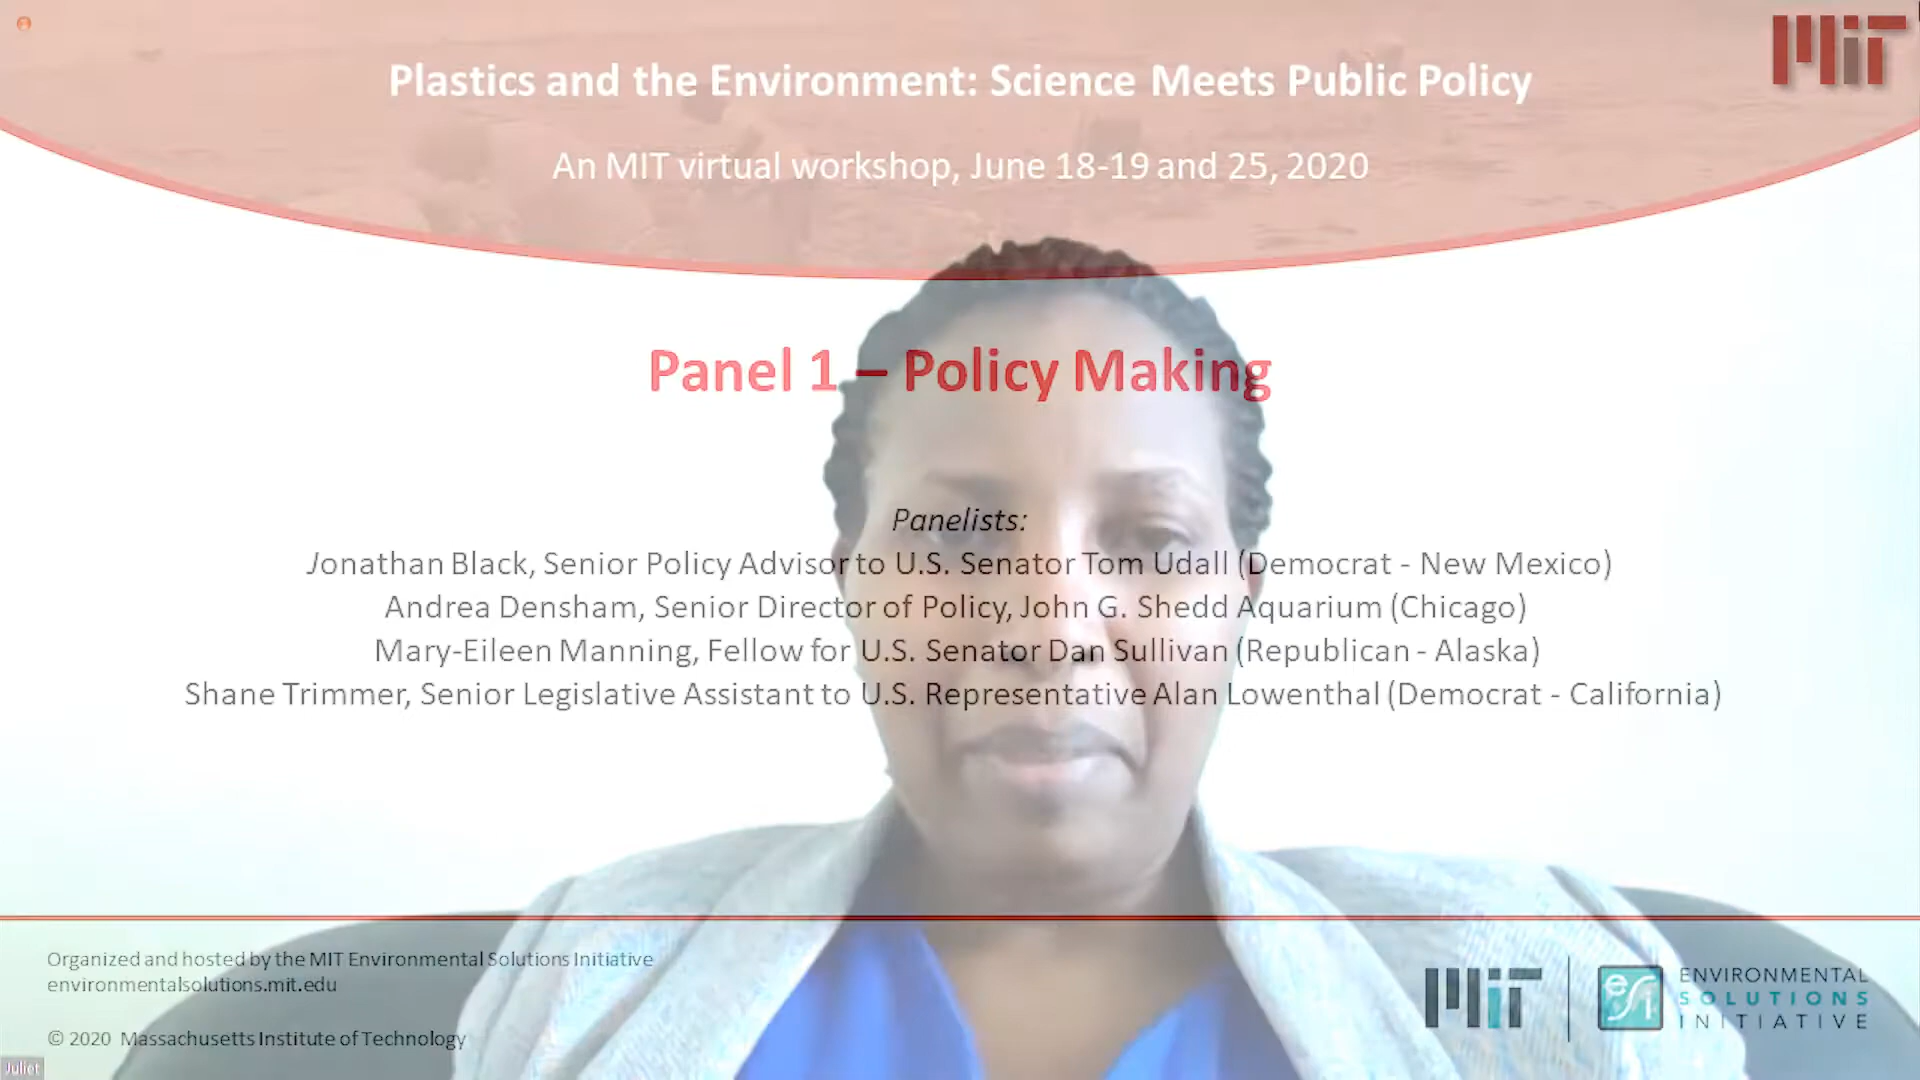 MIT
Plastics and the Environment: Science Meets Public Policy
An MIT virtual workshop, June 18-19 and 25, 2020
Panel 1 – Policy Making
Panelists:
Jonathan Black, Senior Policy Advisor to U.S. Senator Tom Udall (Democrat - New Mexico)
Andrea Densham, Senior Director of Policy, John G. Shedd Aquarium (Chicago)
Mary-Eileen Manning, Fellow for U.S. Senator Dan Sullivan (Republican - Alaska)
Shane Trimmer, Senior Legislative Assistant to U.S. Representative Alan Lowenthal (Democrat - California)
Organized and hosted by the MIT Environmental Solutions Initiative
environmentalsolutions.mit.edu
© 2020 Massachusetts Institute of Technology
MIT
esi
ENVIRONMENTAL
SOLUTIONS
INITIATIVE
Juliet